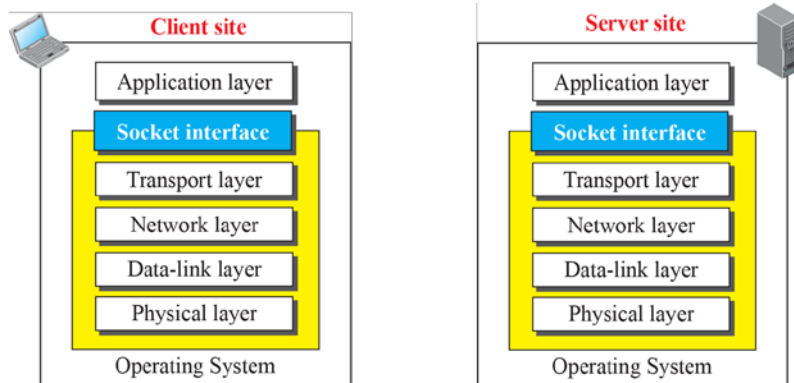 Client site
Application layer
Socket interface
Transport layer
Network layer
Data-link layer
Physical layer
Operating System
Server site
Application layer
Socket interface
Transport layer
Network layer
Data-link layer
Physical layer
Operating System